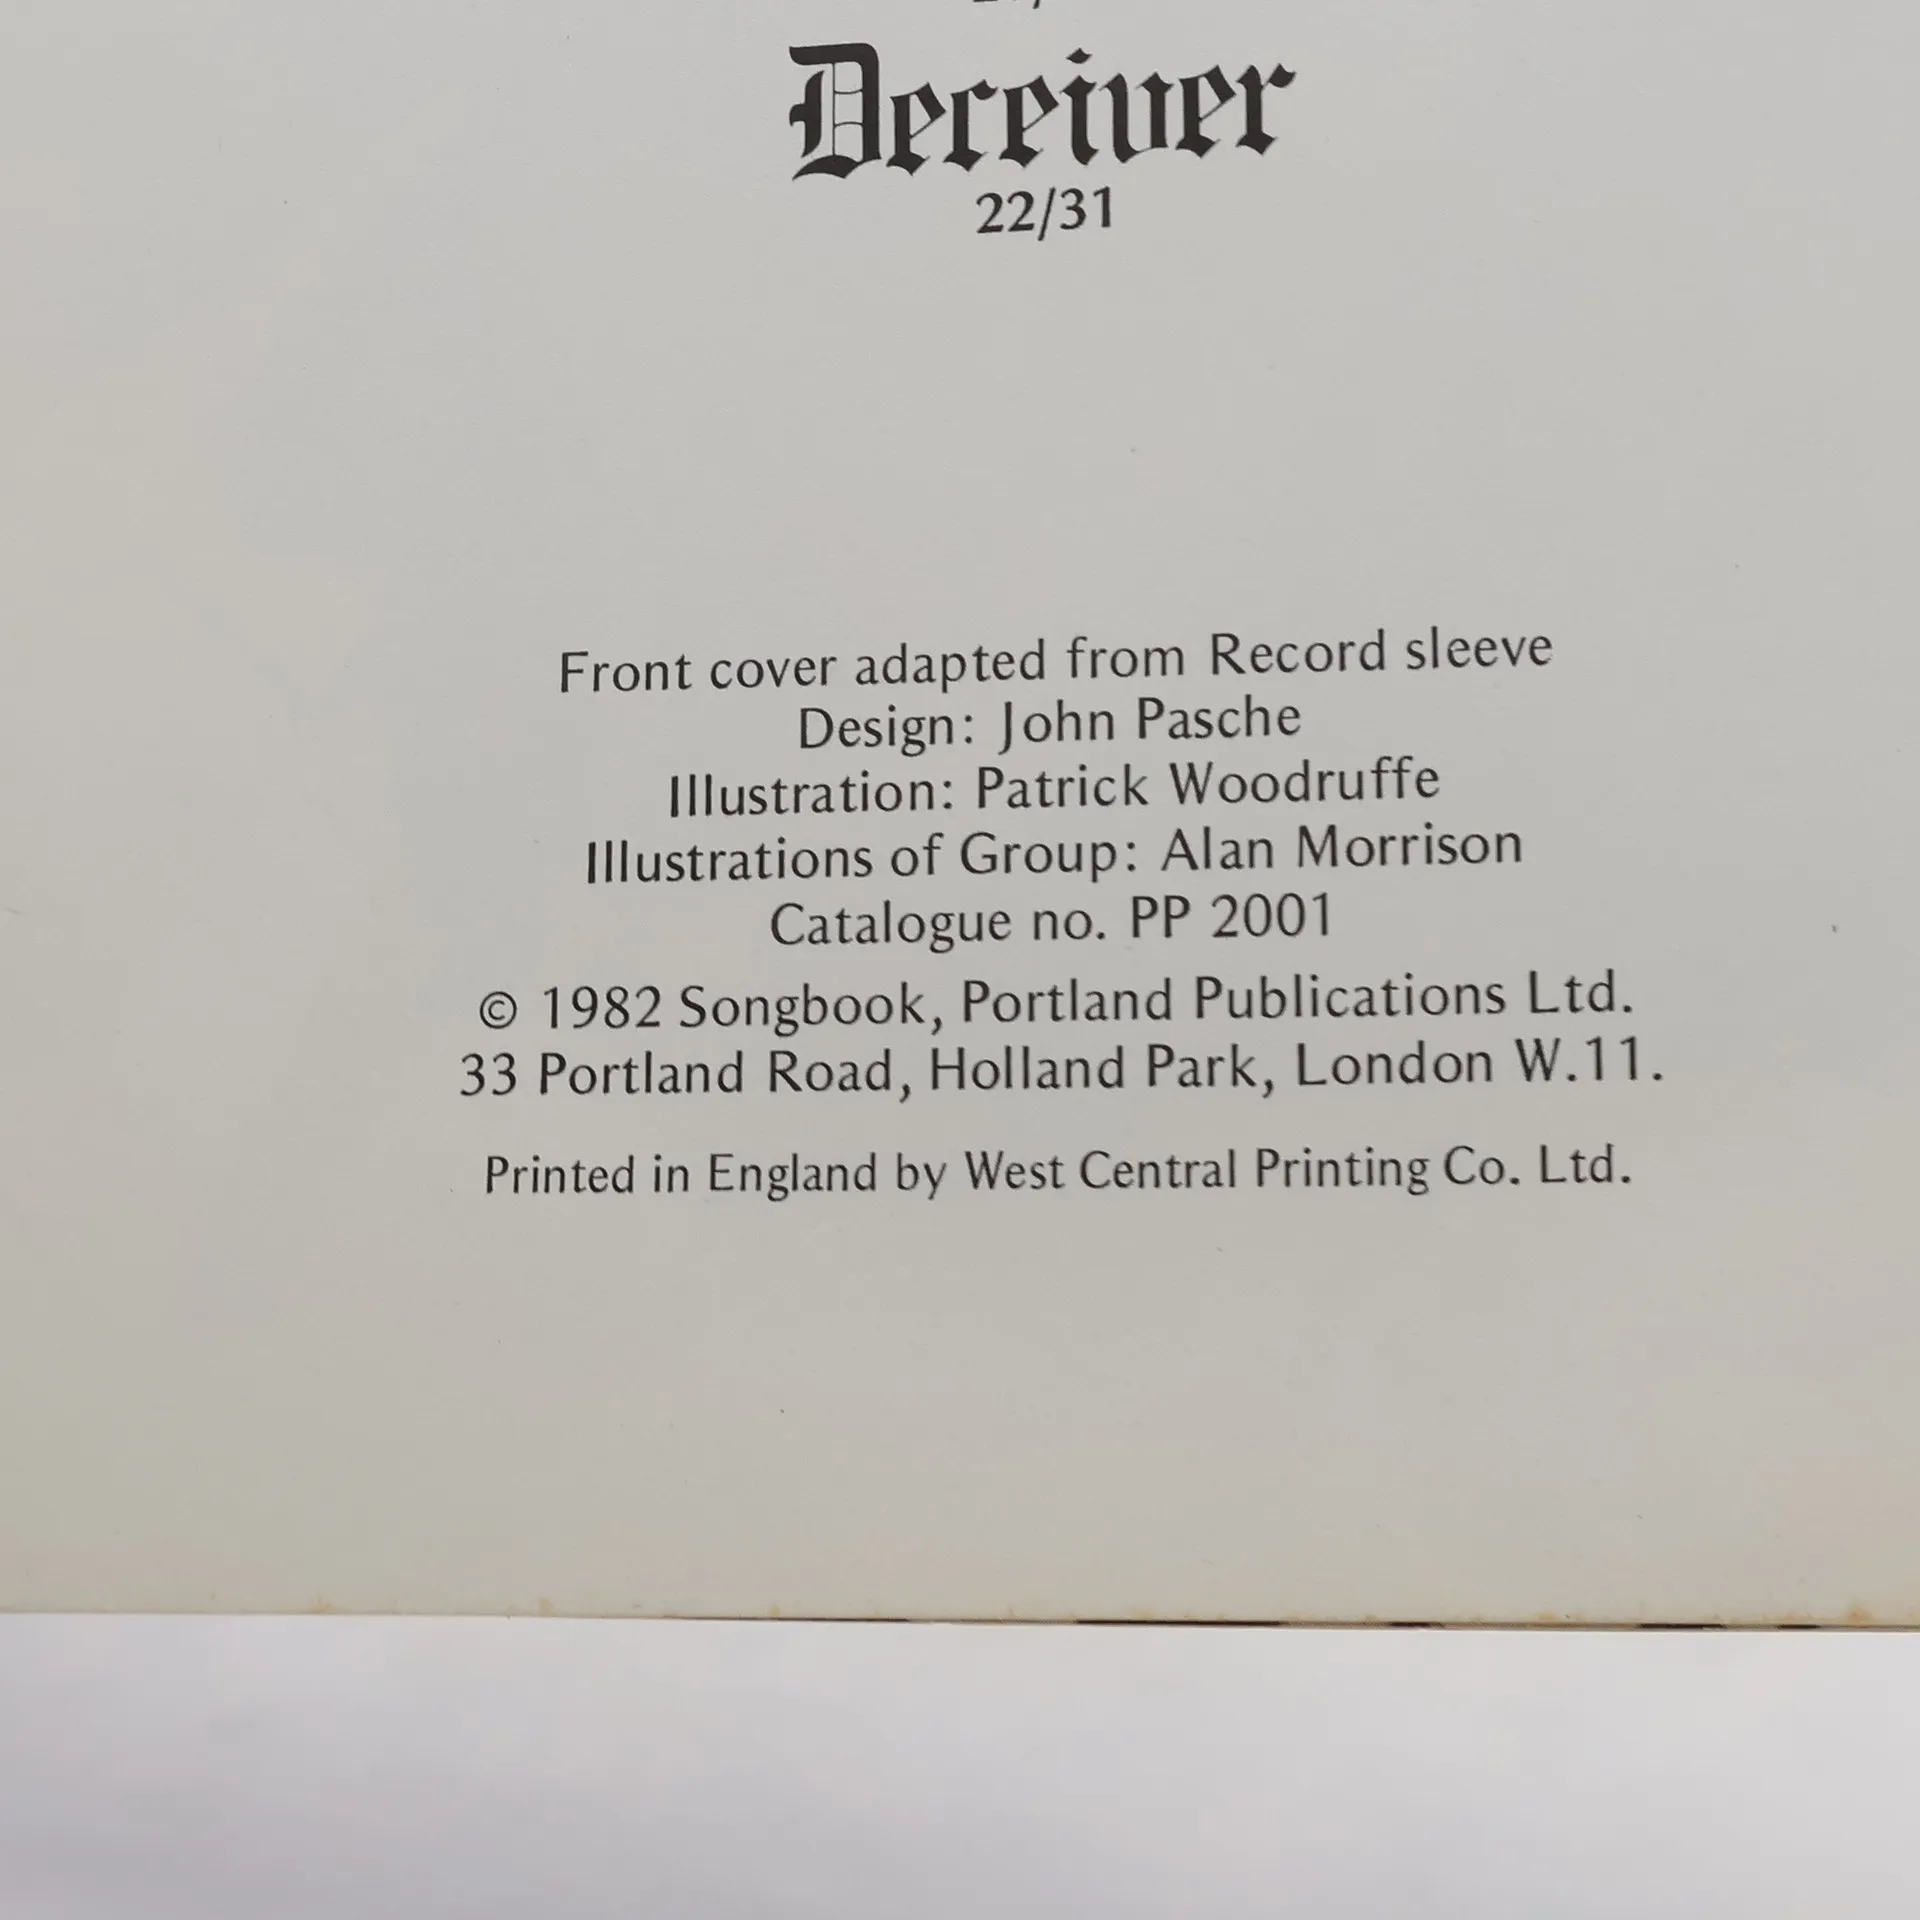 Deceiver
22/31
Front cover adapted from Record sleeve
Design: John Pasche
Illustration: Patrick Woodruffe
Illustrations of Group: Alan Morrison
Catalogue no. PP 2001
© 1982 Songbook, Portland Publications Ltd.
33 Portland Road, Holland Park, London W.11.
Printed in England by West Central Printing Co. Ltd.